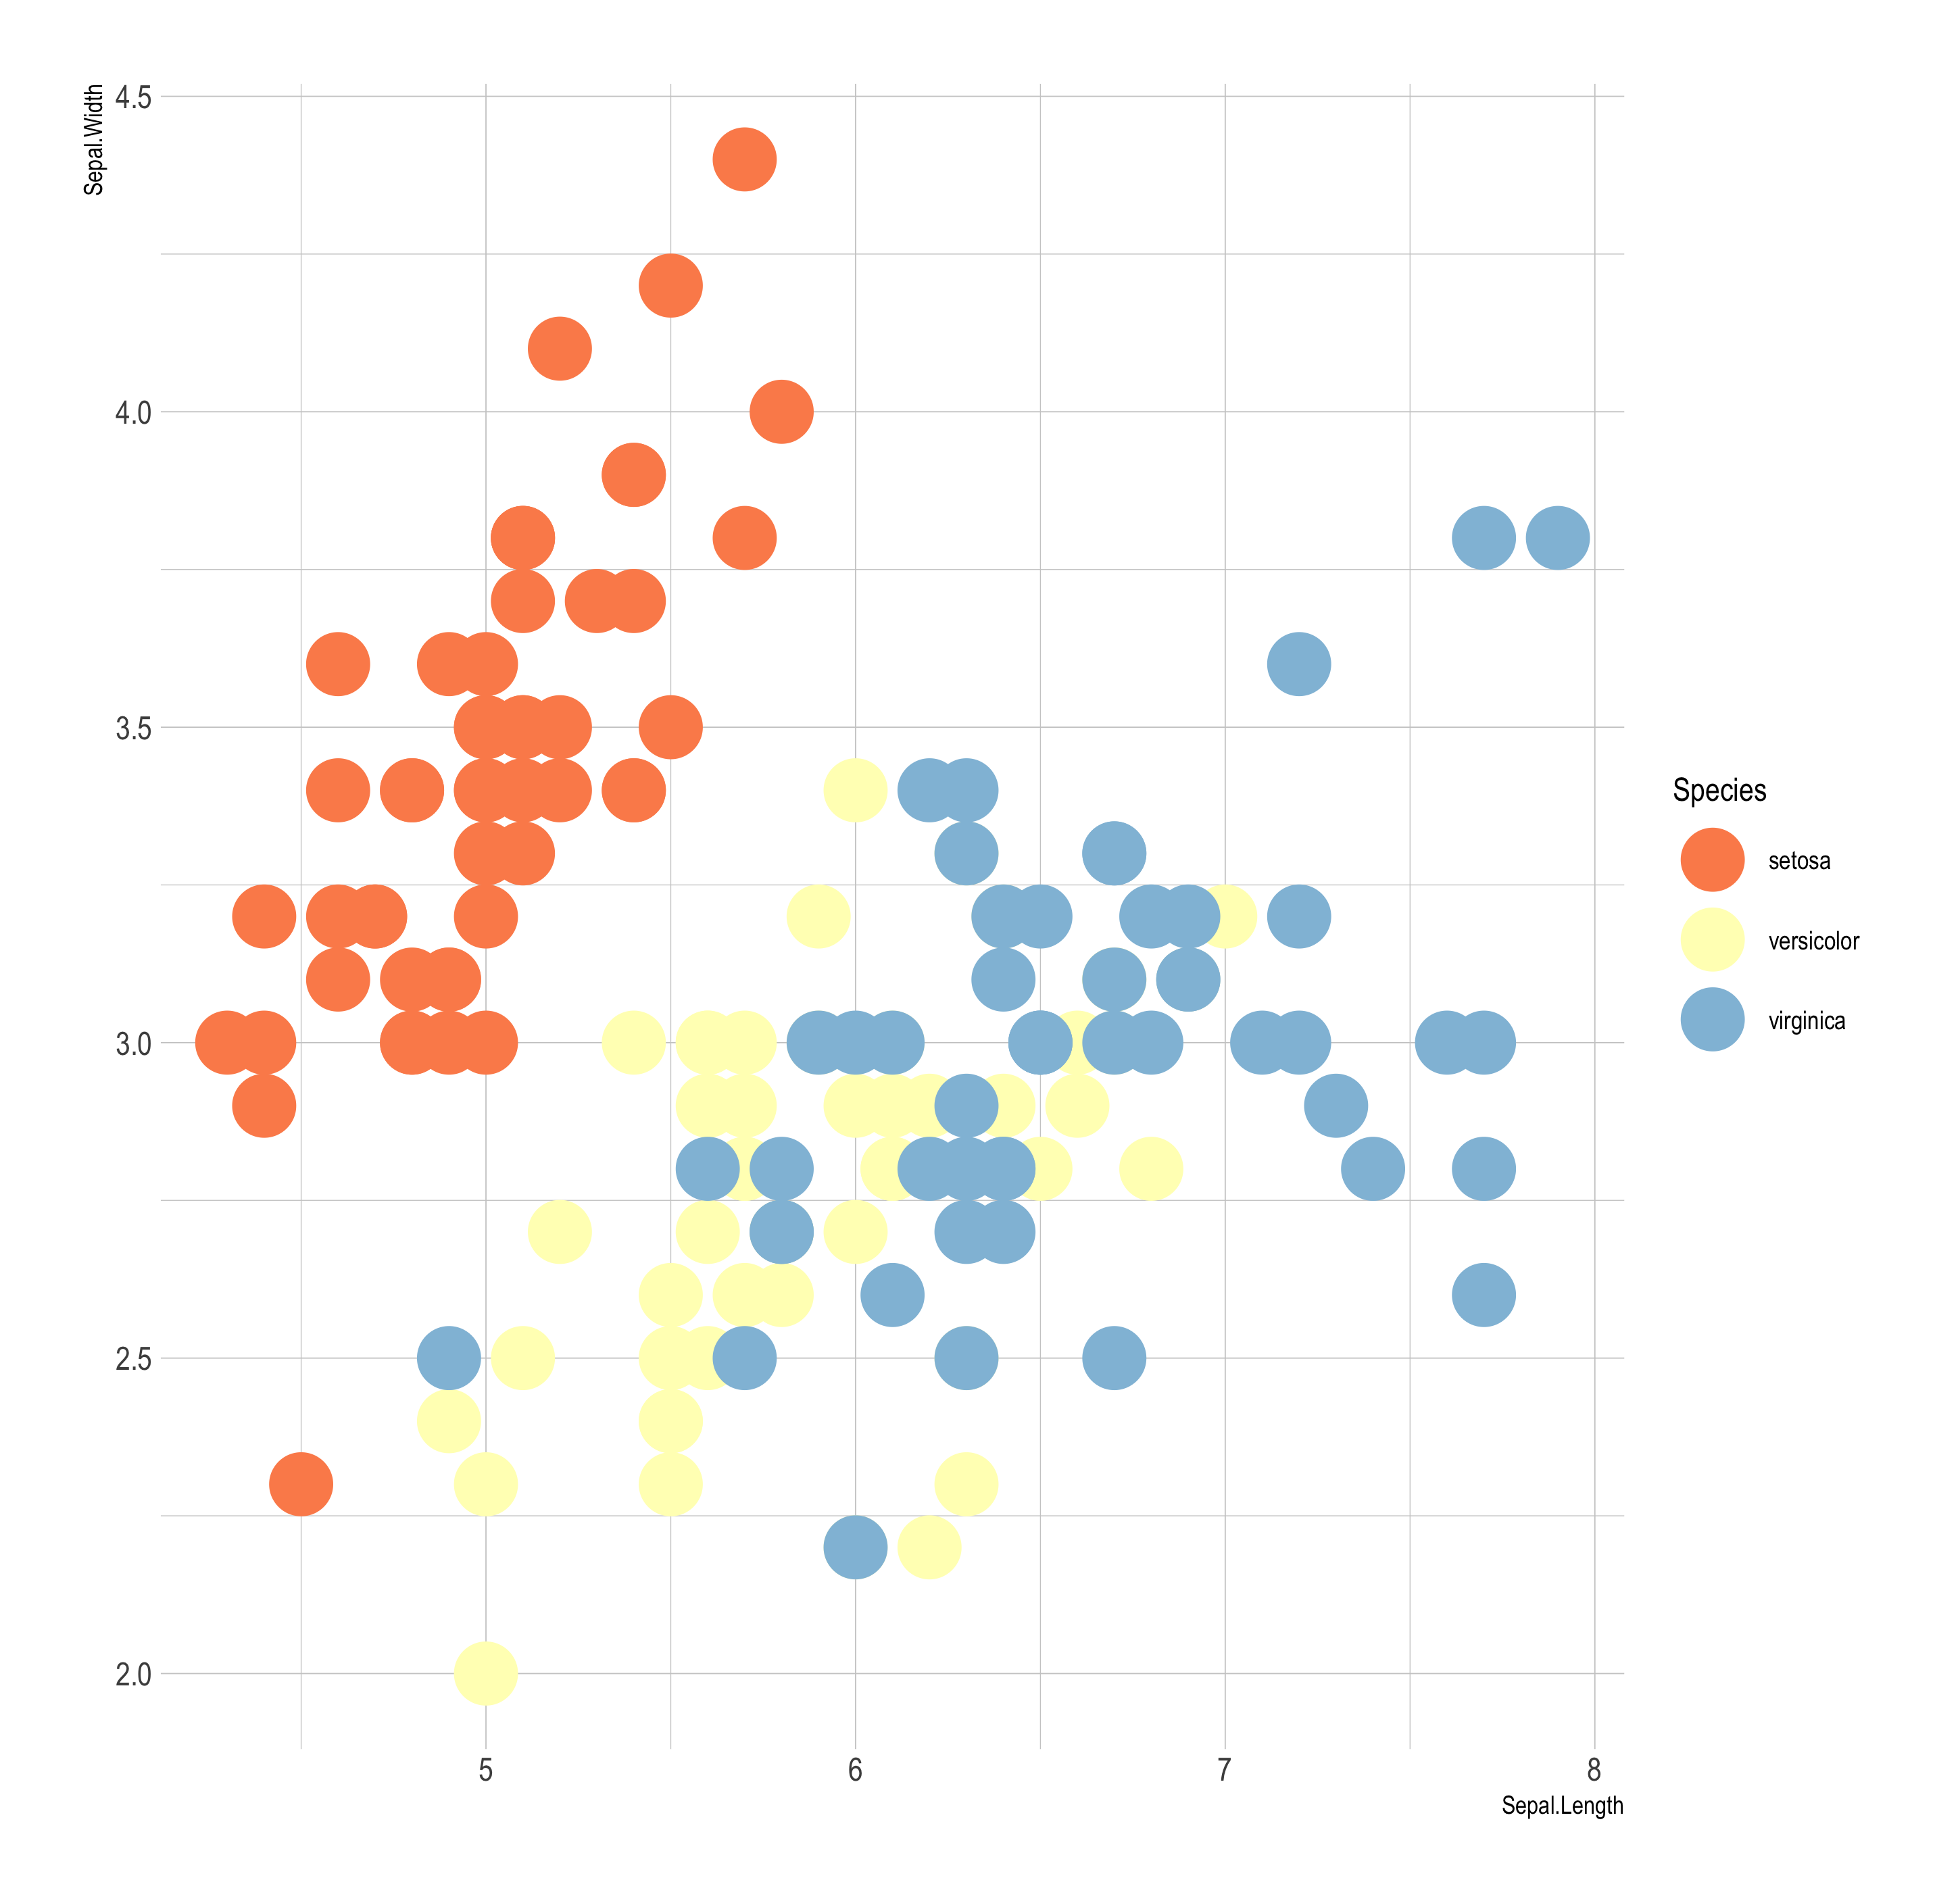 Sepal.Width
4.5
4.0
3.5
3.0
2.5
2.0
5 6 7 8
Sepal.Length
Species
setosa
versicolor
virginica